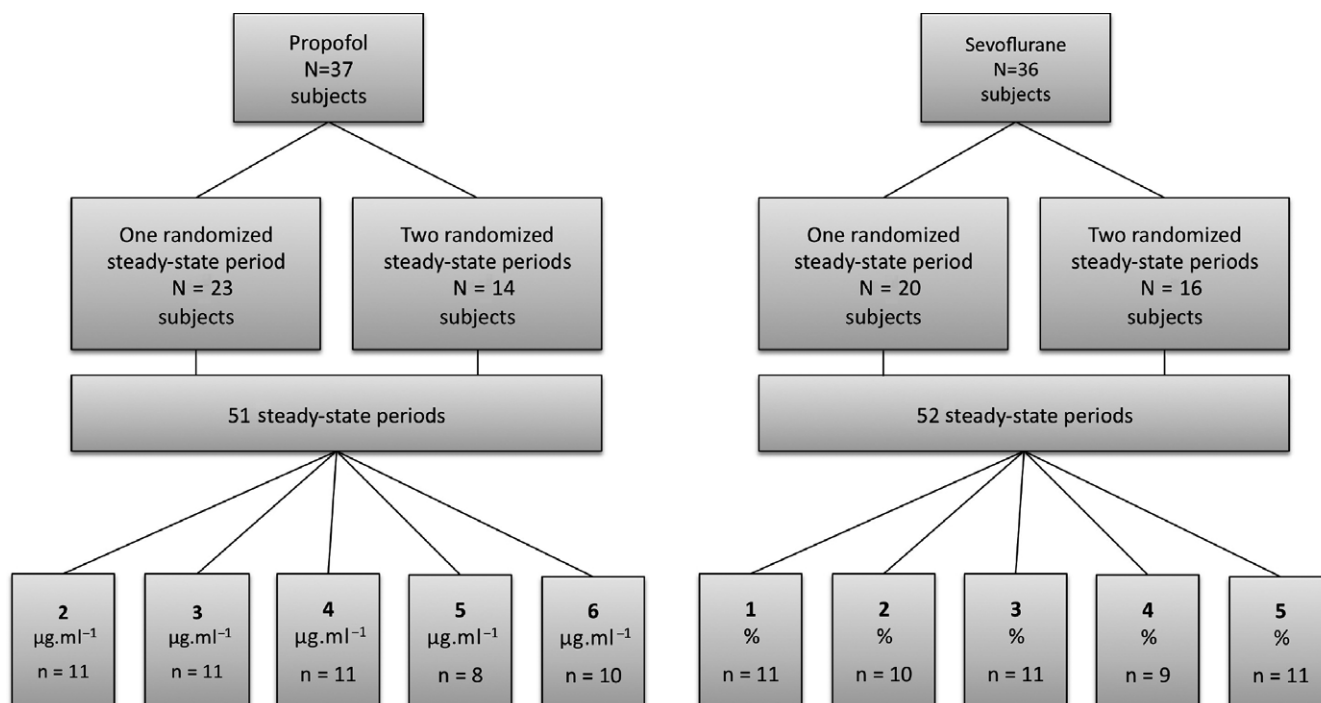 Propofol
N=37
subjects
One randomized
steady-state period
N = 23
subjects
Two randomized
steady-state periods
N = 14
subjects
51 steady-state periods
2
µg.ml⁻¹
n = 11
3
µg.ml⁻¹
n = 11
4
µg.ml⁻¹
n = 11
5
µg.ml⁻¹
n = 8
6
µg.ml⁻¹
n = 10
Sevoflurane
N=36
subjects
One randomized
steady-state period
N = 20
subjects
Two randomized
steady-state periods
N = 16
subjects
52 steady-state periods
1
%
n = 11
2
%
n = 10
3
%
n = 11
4
%
n = 9
5
%
n = 11